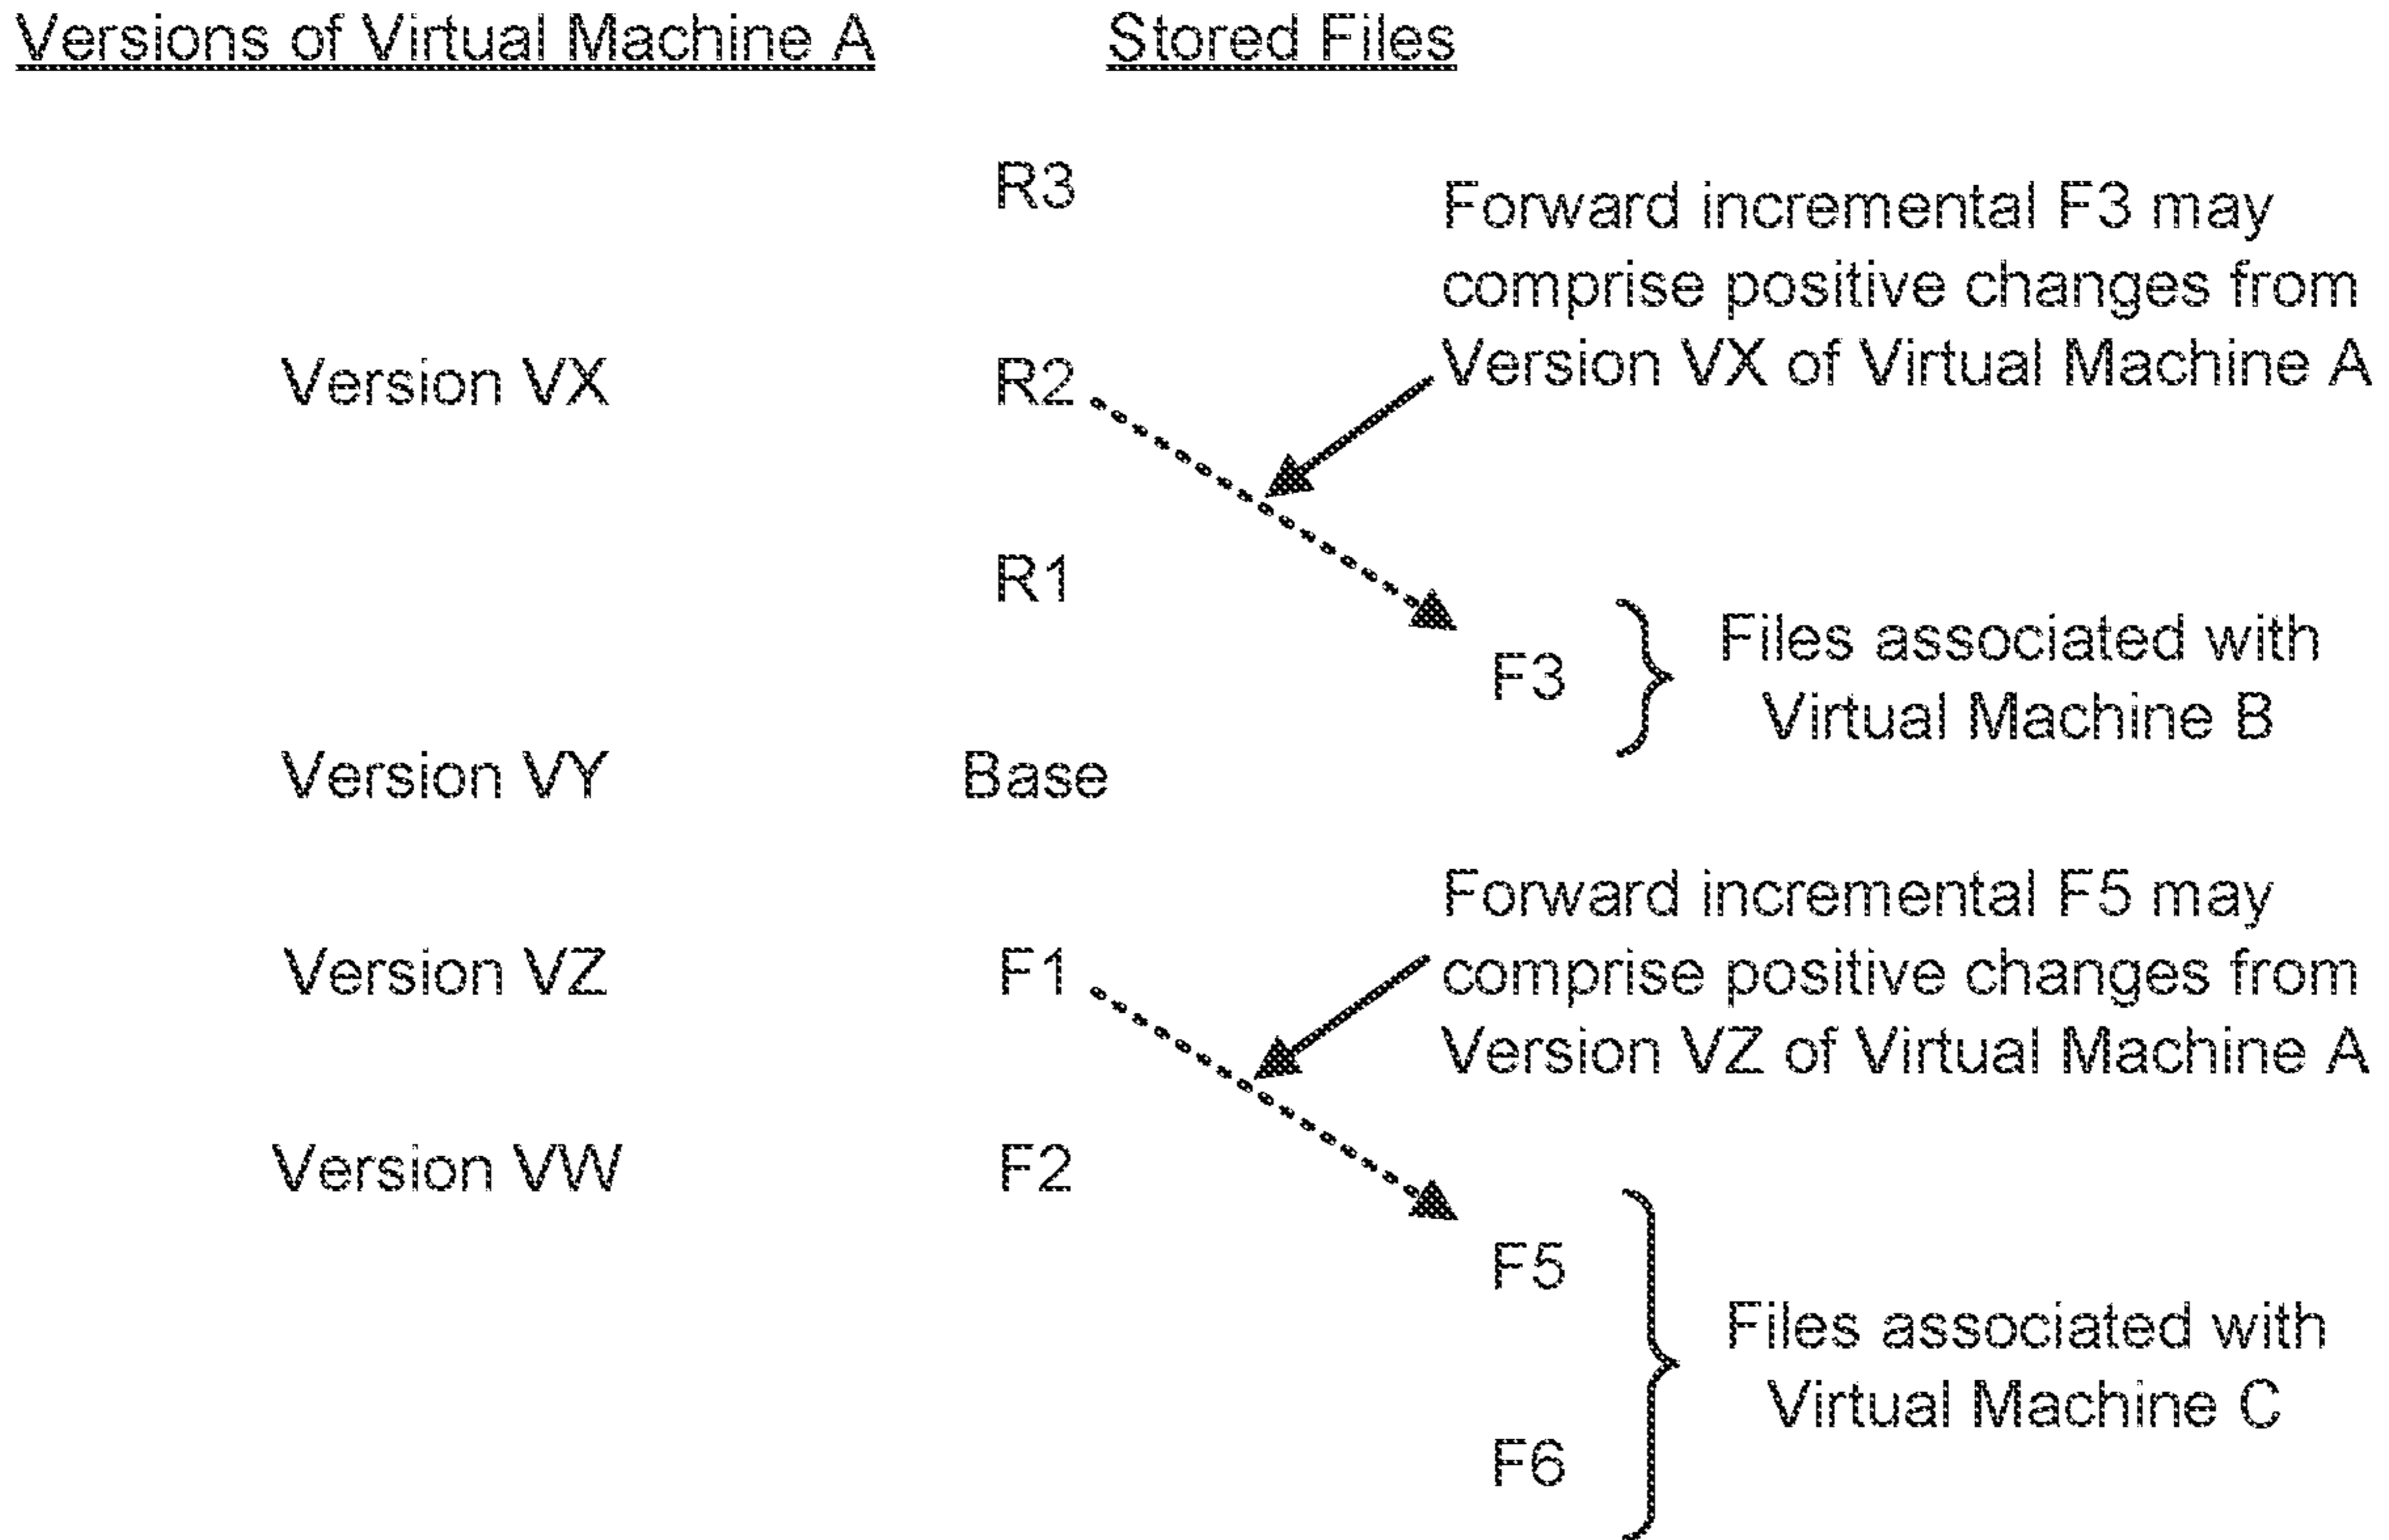 Versions of Virtual Machine A
Stored Files
R3
Forward incremental F3 may
comprise positive changes from
Version VX of Virtual Machine A
Version VX
R2
R1
F3
Files associated with
Virtual Machine B
Version VY
Base
Forward incremental F5 may
comprise positive changes from
Version VZ of Virtual Machine A
Version VZ
F1
Version VW
F2
F5
Files associated with
Virtual Machine C
F6